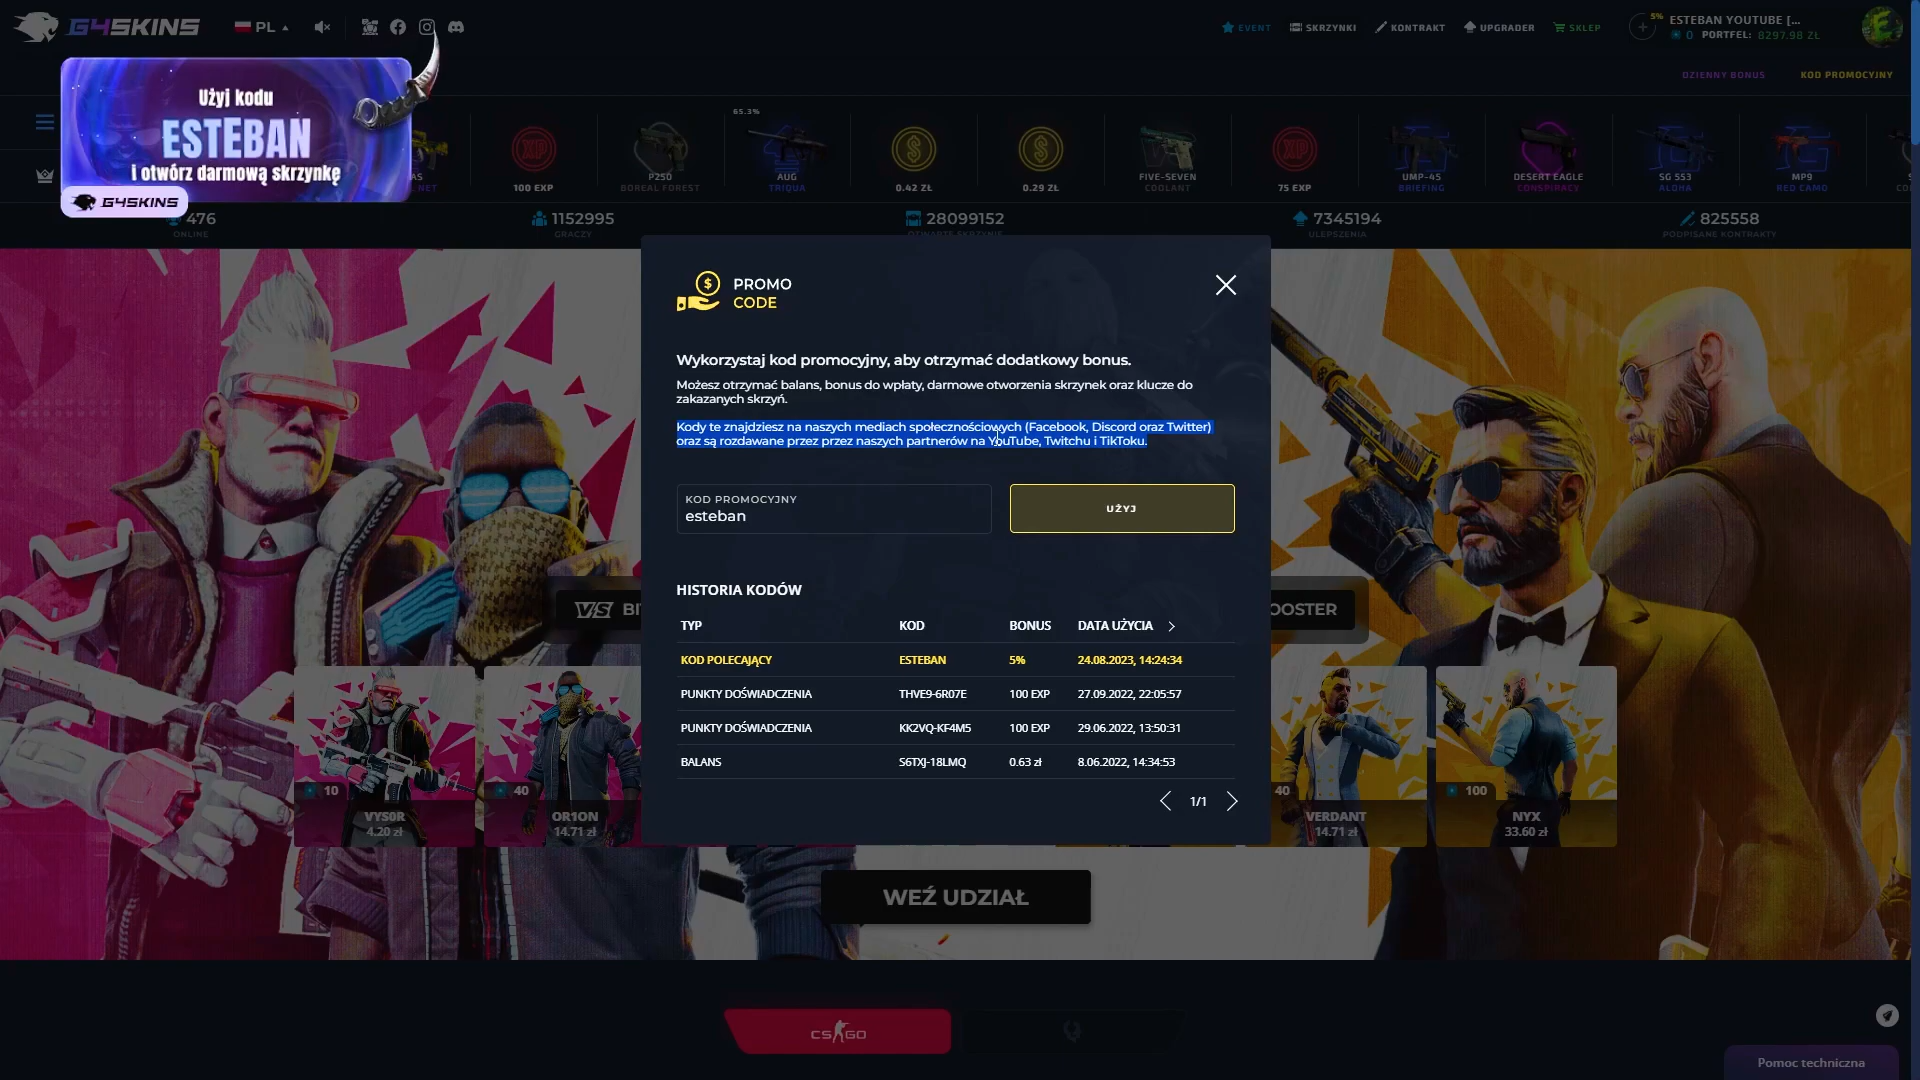 G4SKINS
PL
EVENT
SKRZYNKI
KONTRAKT
UPGRADER
SKLEP
5%
ESTEBAN YOUTUBE [...
0 PORTFEL: 8297.98 ZŁ
DZIENNY BONUS
KOD PROMOCYJNY
Użyj kodu
ESTEBAN
i otwórz darmową skrzynkę
G4SKINS
XP
100 EXP
P250
BOREAL FOREST
65.3%
AUG
TRIQUA
$
0.42 ZŁ
$
0.29 ZŁ
FIVE-SEVEN
COOLANT
XP
75 EXP
UMP-45
BRIEFING
DESERT EAGLE
CONSPIRACY
SG 553
ALOHA
MP9
RED CAMO
476
ONLINE
1152995
GRACZY
28099152
OTWARTE SKRZYNIE
7345194
ULEPSZENIA
825558
PODPISANE KONTRAKTY
PROMO
CODE
Wykorzystaj kod promocyjny, aby otrzymać dodatkowy bonus.
Możesz otrzymać balans, bonus do wpłaty, darmowe otworzenia skrzynek oraz klucze do
zakazanych skrzyń.
Kody te znajdziesz na naszych mediach społecznościowych (Facebook, Discord oraz Twitter)
oraz są rozdawane przez przez naszych partnerów na YouTube, Twitchu i TikToku.
KOD PROMOCYJNY
esteban
UŻYJ
HISTORIA KODÓW
TYP KOD BONUS DATA UŻYCIA
KOD POLECAJĄCY ESTEBAN 5% 24.08.2023, 14:24:34
PUNKTY DOŚWIADCZENIA THVE9-6R07E 100 EXP 27.09.2022, 22:05:57
PUNKTY DOŚWIADCZENIA KK2VQ-KF4M5 100 EXP 29.06.2022, 13:50:31
BALANS S6TXJ-18LMQ 0.63 zł 8.06.2022, 14:34:53
1/1
VS BI
OOSTER
10
VYS0R
4.20 zł
40
OR1ON
14.71 zł
40
VERDANT
14.71 zł
100
NYX
33.60 zł
WEŹ UDZIAŁ
CS GO
Pomoc techniczna